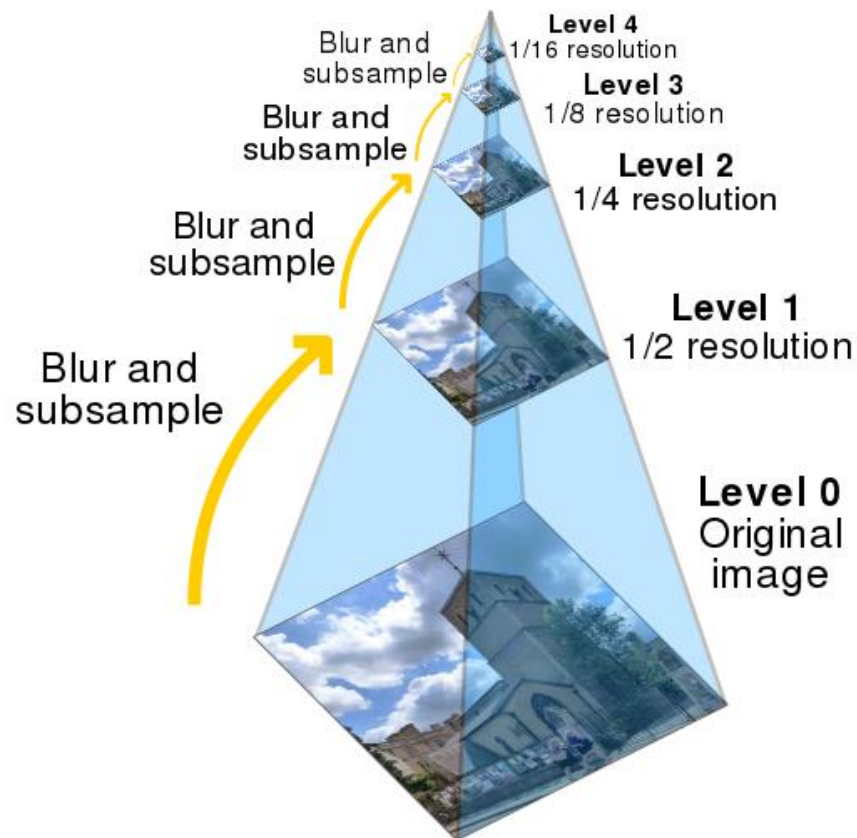 Level 4
1/16 resolution
Blur and
subsample
Level 3
1/8 resolution
Blur and
subsample
Level 2
1/4 resolution
Blur and
subsample
Level 1
1/2 resolution
Blur and
subsample
Level 0
Original
image